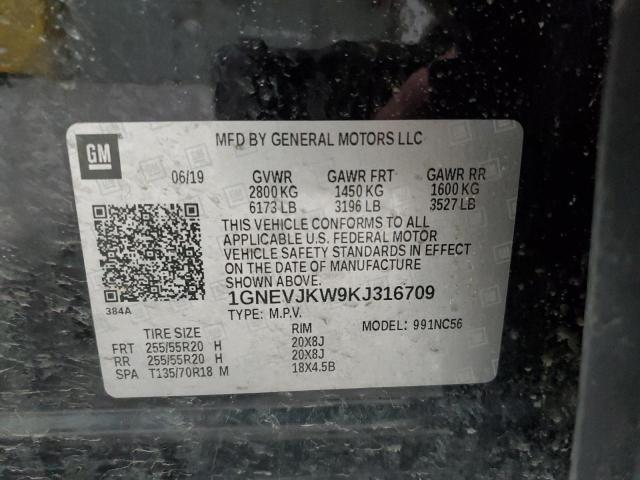 GM
MFD BY GENERAL MOTORS LLC
06/19 GVWR GAWR FRT GAWR RR
2800 KG 1450 KG 1600 KG
6173 LB 3196 LB 3527 LB
THIS VEHICLE CONFORMS TO ALL
APPLICABLE U.S. FEDERAL MOTOR
VEHICLE SAFETY STANDARDS IN EFFECT
ON THE DATE OF MANUFACTURE
SHOWN ABOVE.
384A
1GNEVJKW9KJ316709
TYPE: M.P.V. MODEL: 991NC56
TIRE SIZE RIM
FRT 255/55R20 H 20X8J
RR 255/55R20 H 20X8J
SPA T135/70R18 M 18X4.5B